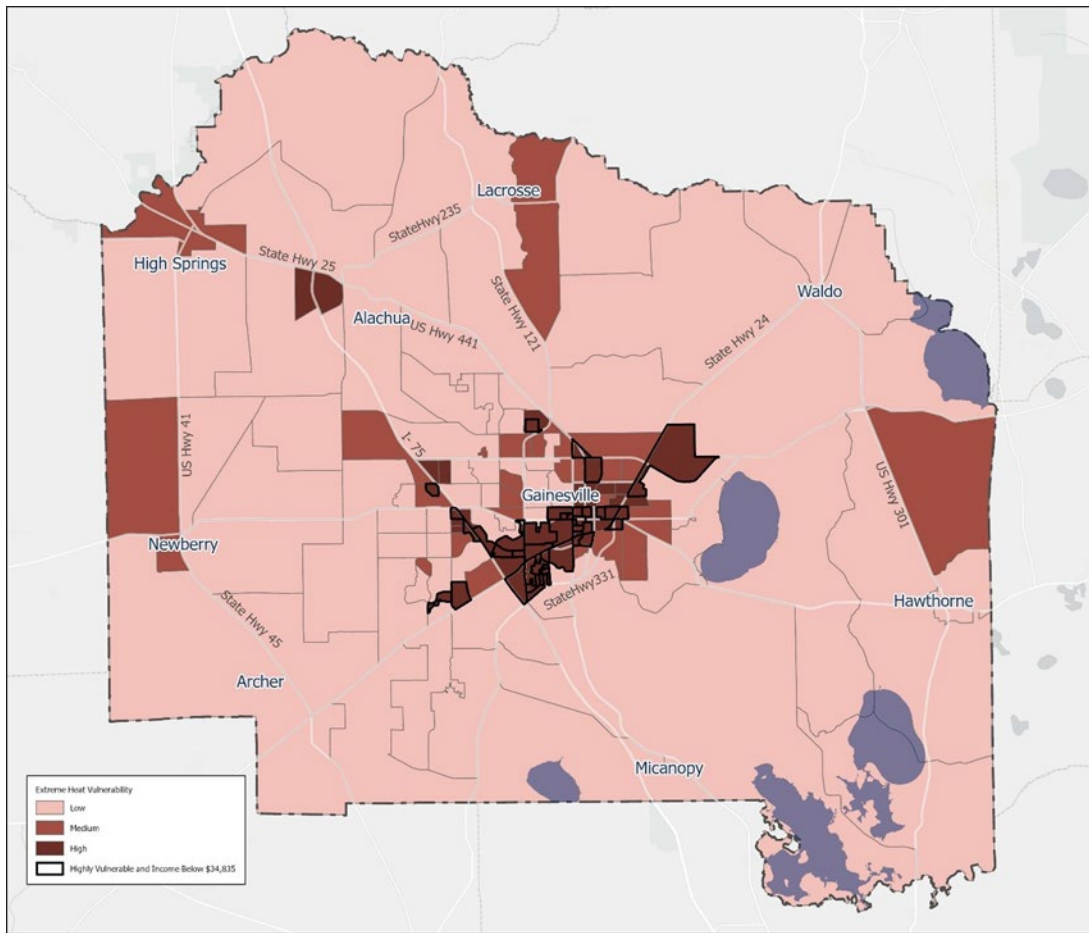 Lacrosse
StateHwy235
High Springs
State Hwy 25
Waldo
Alachua
US Hwy 441
State Hwy 121
State Hwy 24
US Hwy 41
I- 75
Gainesville
US Hwy 301
Newberry
StateHwy331
Hawthorne
State Hwy 45
Archer
Micanopy
Extreme Heat Vulnerability
Low
Medium
High
Highly Vulnerable and Income Below $34,835